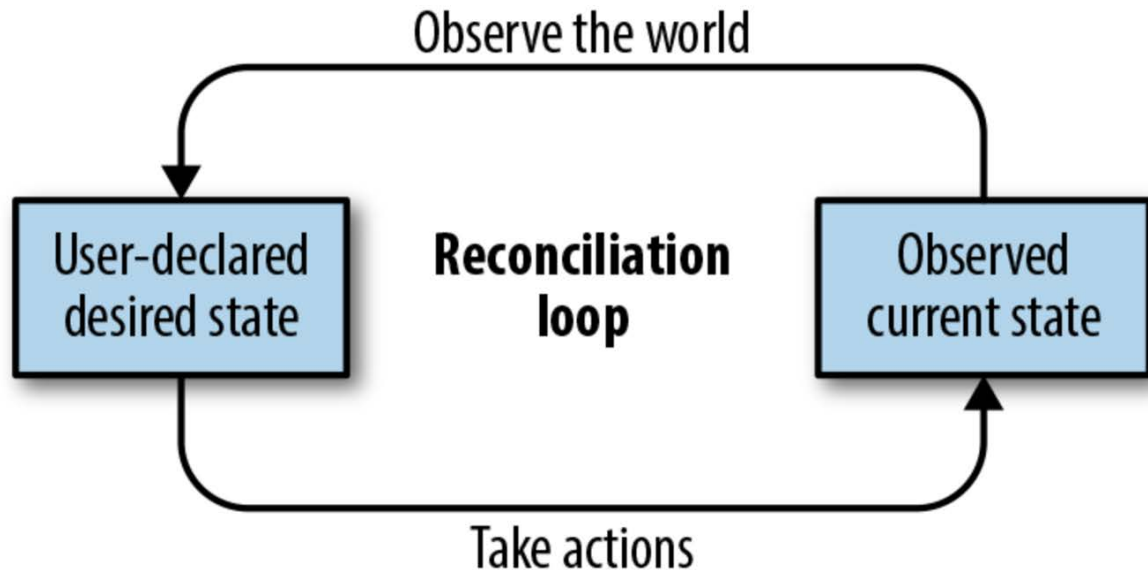 Observe the world
User-declared
desired state
Reconciliation
loop
Observed
current state
Take actions